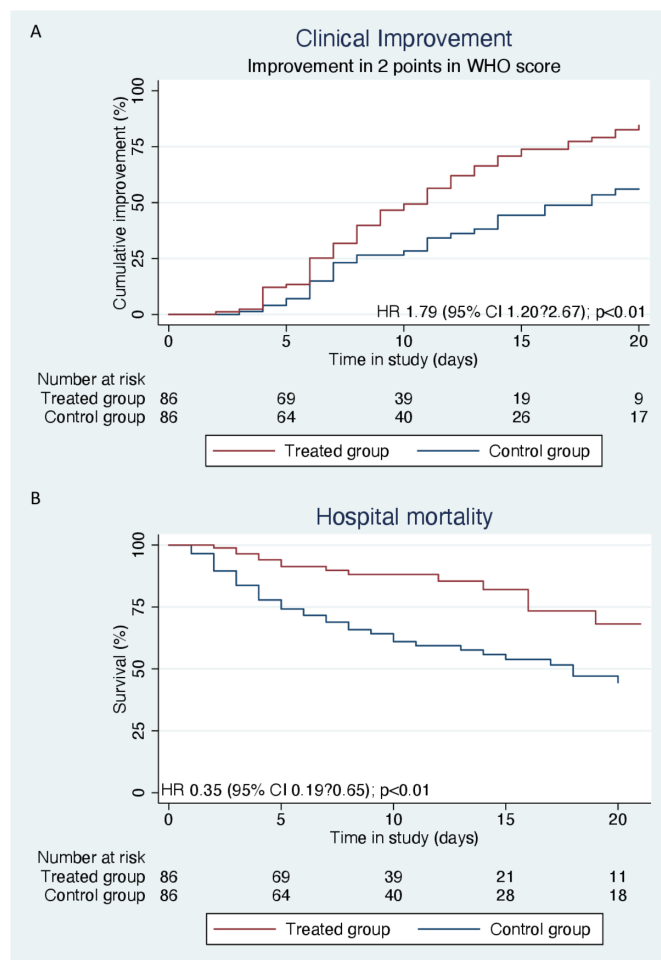 A
Clinical Improvement
Improvement in 2 points in WHO score
Cumulative improvement (%)
100
75
50
25
0
HR 1.79 (95% CI 1.20?2.67); p<0.01
0 5 10 15 20
Time in study (days)
Number at risk
Treated group 86 69 39 19 9
Control group 86 64 40 26 17
Treated group Control group
B
Hospital mortality
Survival (%)
100
75
50
25
0
HR 0.35 (95% CI 0.19?0.65); p<0.01
0 5 10 15 20
Time in study (days)
Number at risk
Treated group 86 69 39 21 11
Control group 86 64 40 28 18
Treated group Control group